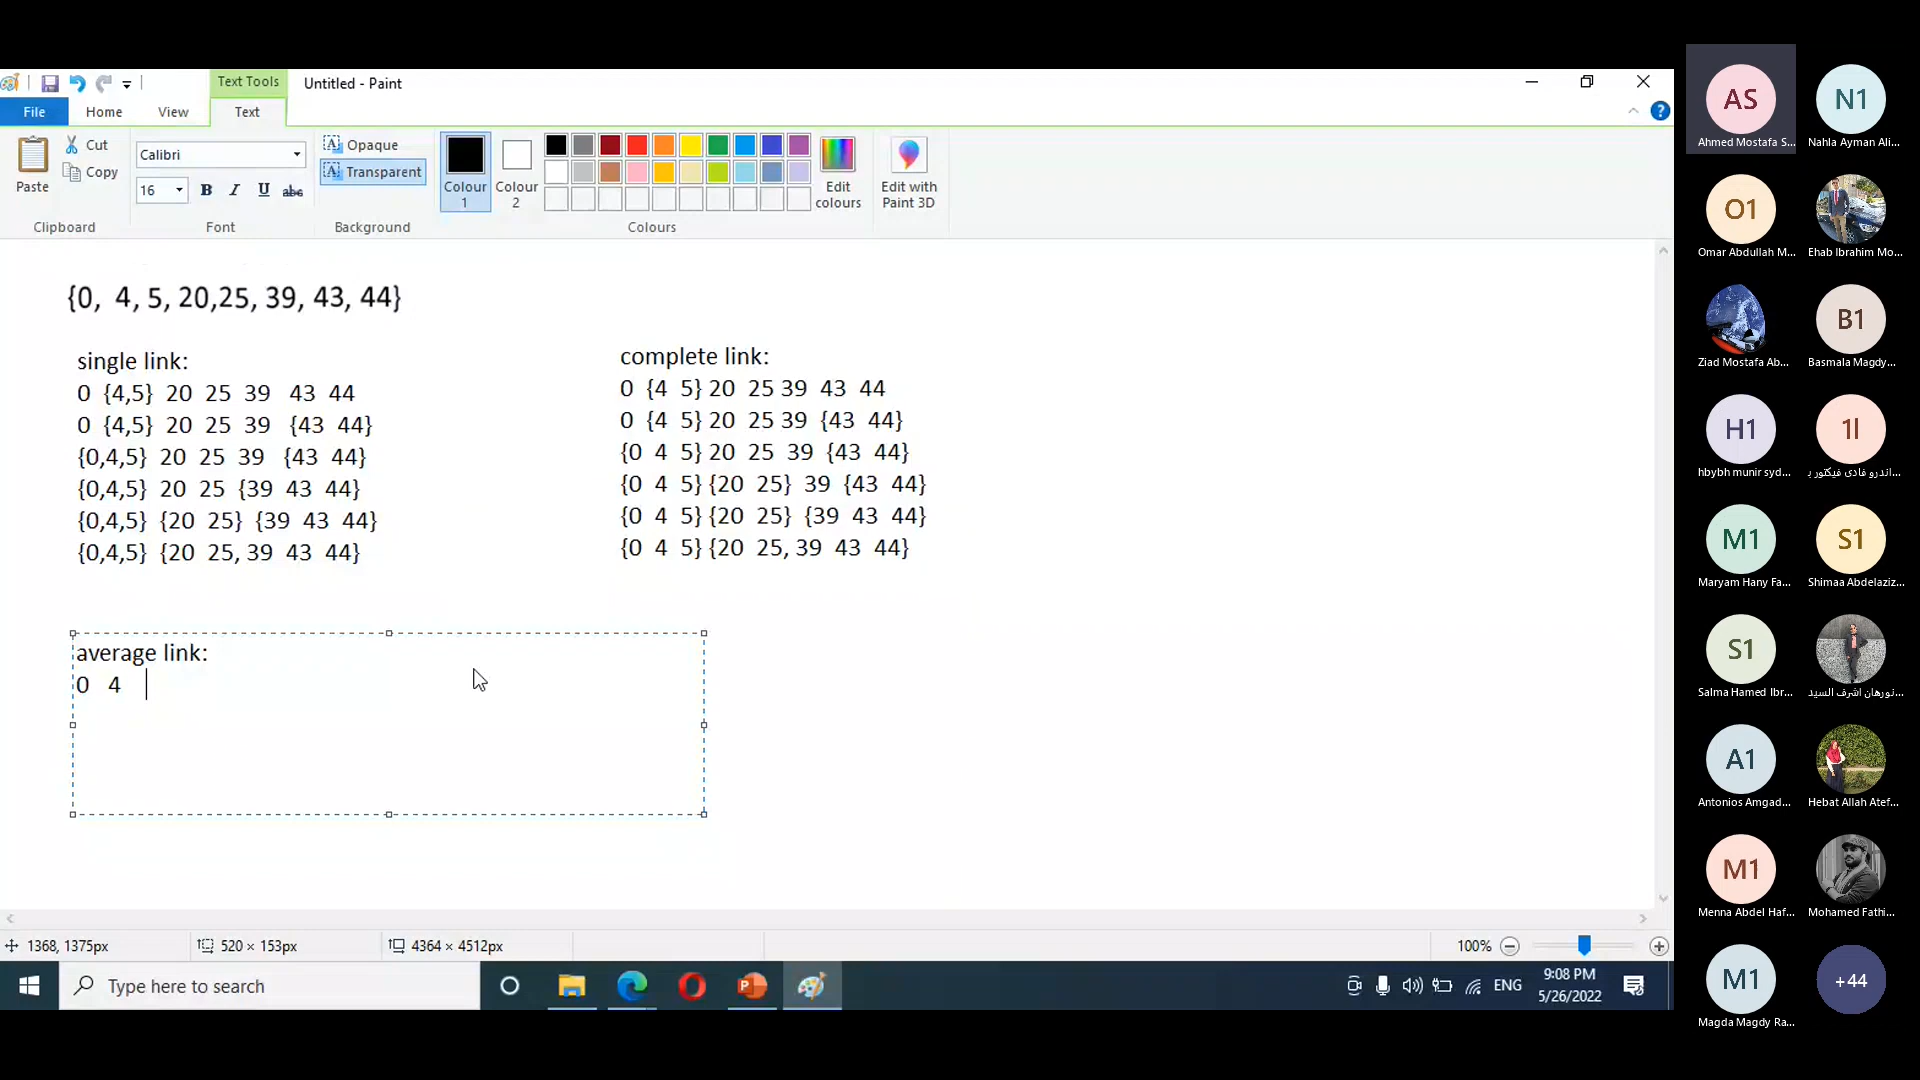 Text Tools
Untitled - Paint
File
Home
View
Text
Paste
Cut
Copy
Clipboard
Calibri
16
B I U abc
Font
Opaque
Transparent
Background
Colour 1
Colour 2
Edit colours
Colours
Edit with Paint 3D
{0, 4, 5, 20,25, 39, 43, 44}
single link:
0 {4,5} 20 25 39 43 44
0 {4,5} 20 25 39 {43 44}
{0,4,5} 20 25 39 {43 44}
{0,4,5} 20 25 {39 43 44}
{0,4,5} {20 25} {39 43 44}
{0,4,5} {20 25, 39 43 44}
complete link:
0 {4 5} 20 25 39 43 44
0 {4 5} 20 25 39 {43 44}
{0 4 5} 20 25 39 {43 44}
{0 4 5} {20 25} 39 {43 44}
{0 4 5} {20 25} {39 43 44}
{0 4 5} {20 25, 39 43 44}
average link:
0 4
1368, 1375px
520 × 153px
4364 × 4512px
100%
Type here to search
ENG
9:08 PM
5/26/2022
AS
Ahmed Mostafa S...
N1
Nahla Ayman Ali...
O1
Omar Abdullah M...
Ehab Ibrahim Mo...
Ziad Mostafa Ab...
B1
Basmala Magdy...
H1
hbybh munir syd...
1ا
اندرو فادى فيكتور ب...
M1
Maryam Hany Fa...
S1
Shimaa Abdelaziz...
S1
Salma Hamed Ibr...
نورهان اشرف السيد...
A1
Antonios Amgad...
Hebat Allah Atef...
M1
Menna Abdel Haf...
Mohamed Fathi...
M1
Magda Magdy Ra...
+44